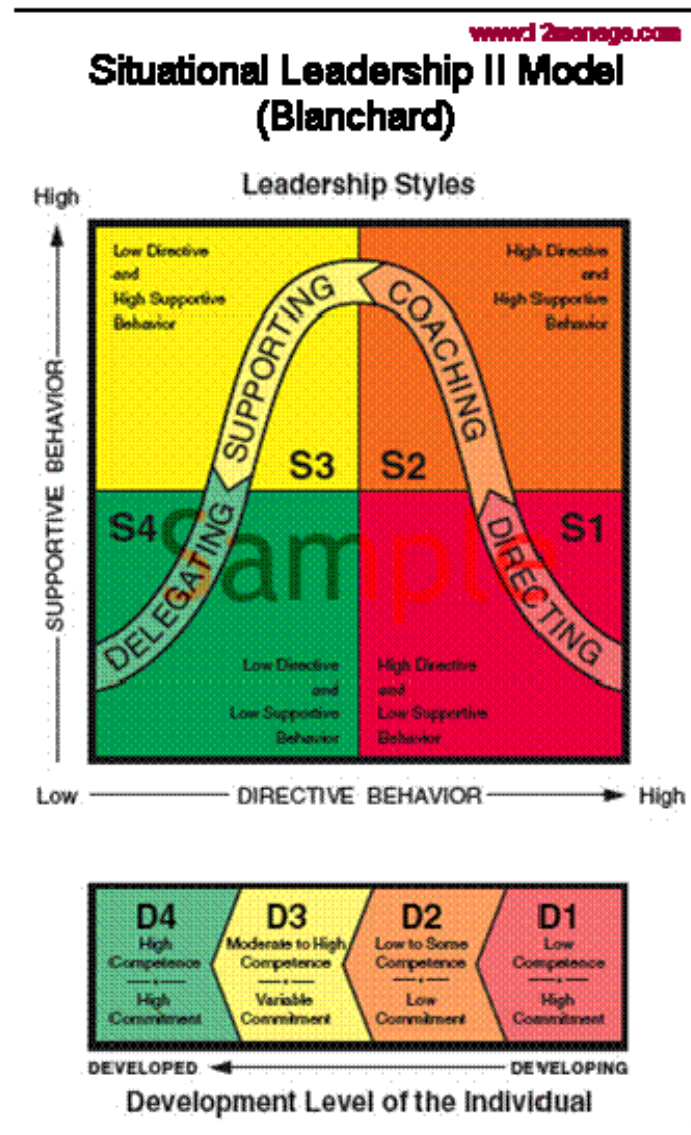 Situational Leadership II Model
(Blanchard)
Leadership Styles
High
Low Directive
and
High Supportive
Behavior
High Directive
and
High Supportive
Behavior
SUPPORTING
COACHING
SUPPORTIVE BEHAVIOR
S3
S2
S4
S1
Sample
DELEGATING
DIRECTING
Low Directive
and
Low Supportive
Behavior
High Directive
and
Low Supportive
Behavior
Low
DIRECTIVE BEHAVIOR
High
D4
High
Competence
High
Commitment
D3
Moderate to High
Competence
Variable
Commitment
D2
Low to Some
Competence
Low
Commitment
D1
Low
Competence
High
Commitment
DEVELOPED
DEVELOPING
Development Level of the Individual